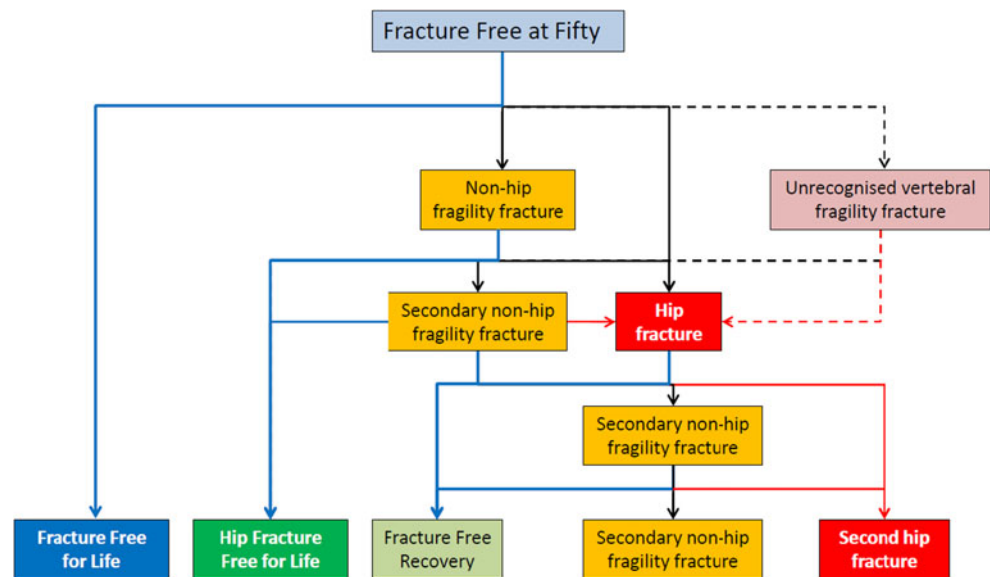 Fracture Free at Fifty
Non-hip
fragility fracture
Unrecognised vertebral
fragility fracture
Secondary non-hip
fragility fracture
Hip
fracture
Secondary non-hip
fragility fracture
Fracture Free
for Life
Hip Fracture
Free for Life
Fracture Free
Recovery
Secondary non-hip
fragility fracture
Second hip
fracture